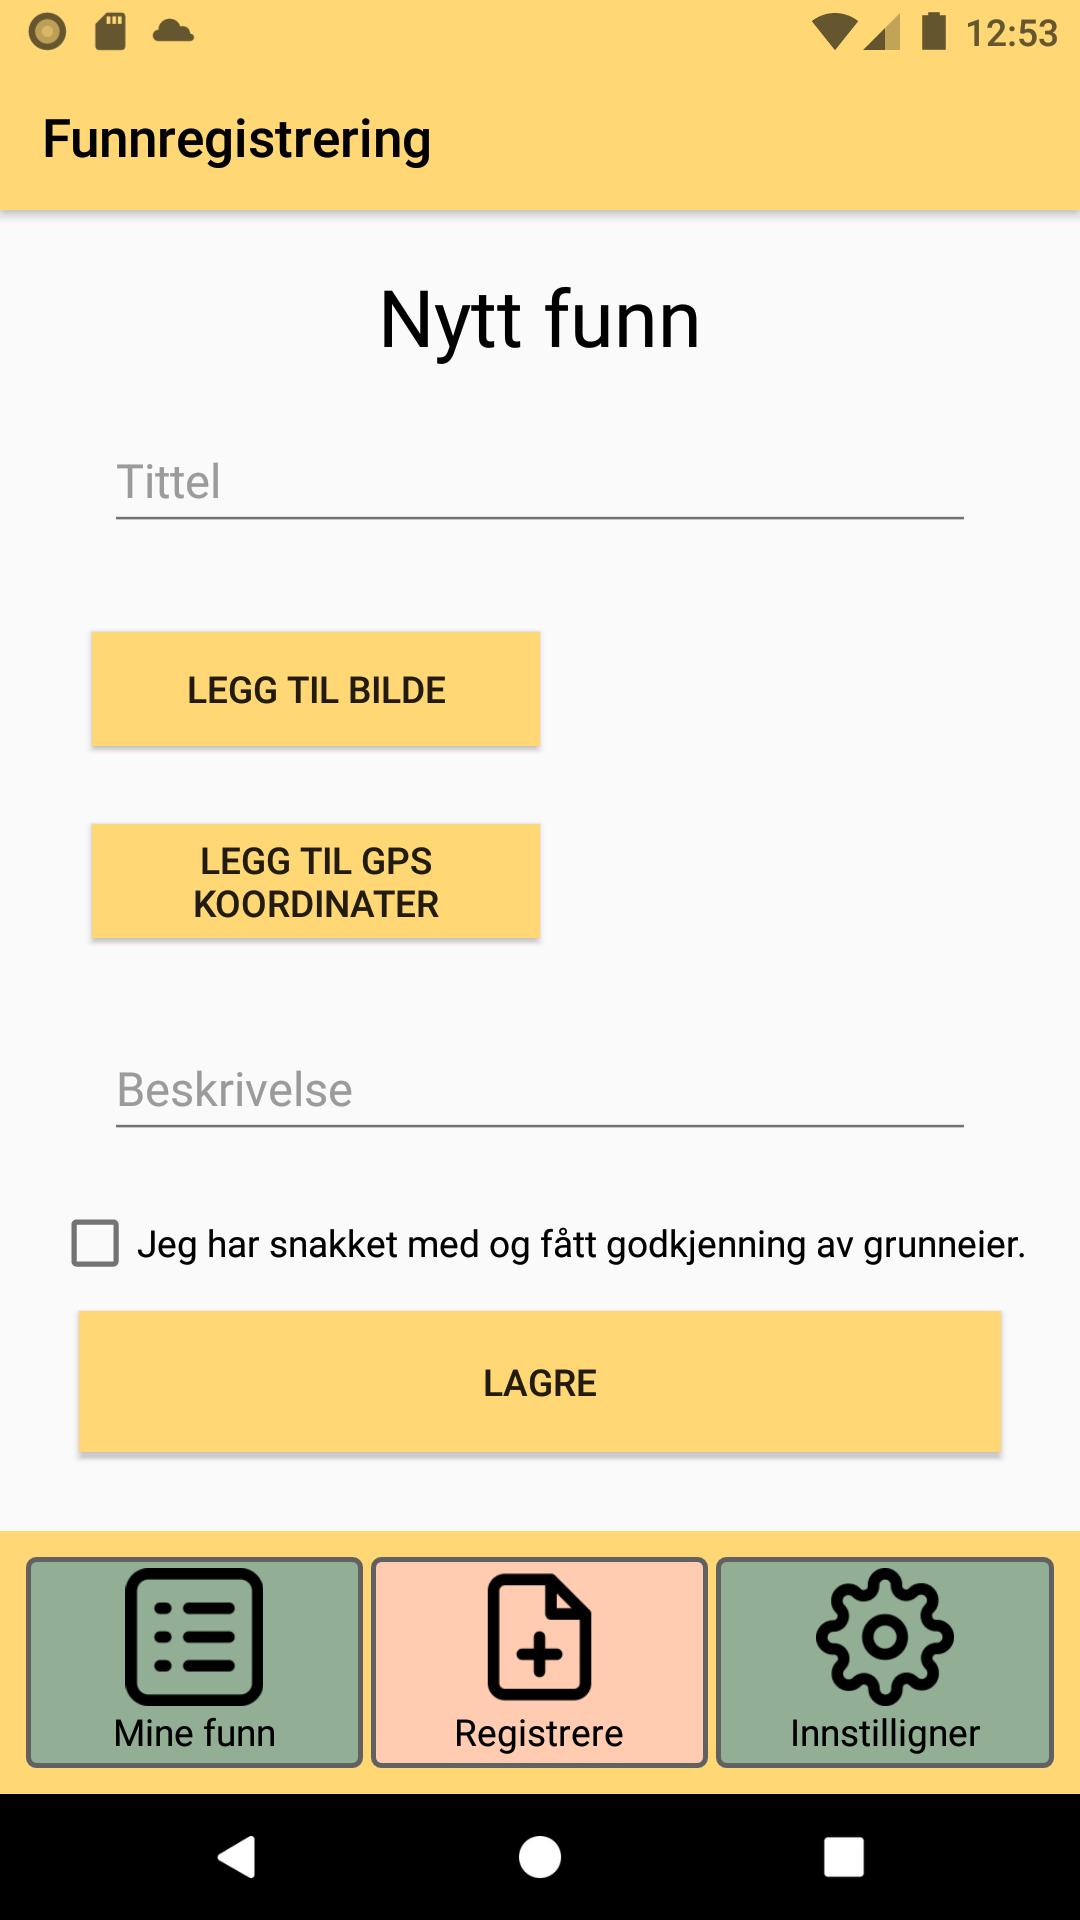 12:53
Funnregistrering
Nytt funn
Tittel
LEGG TIL BILDE
LEGG TIL GPS
KOORDINATER
Beskrivelse
Jeg har snakket med og fått godkjenning av grunneier.
LAGRE
Mine funn
Registrere
Innstilligner